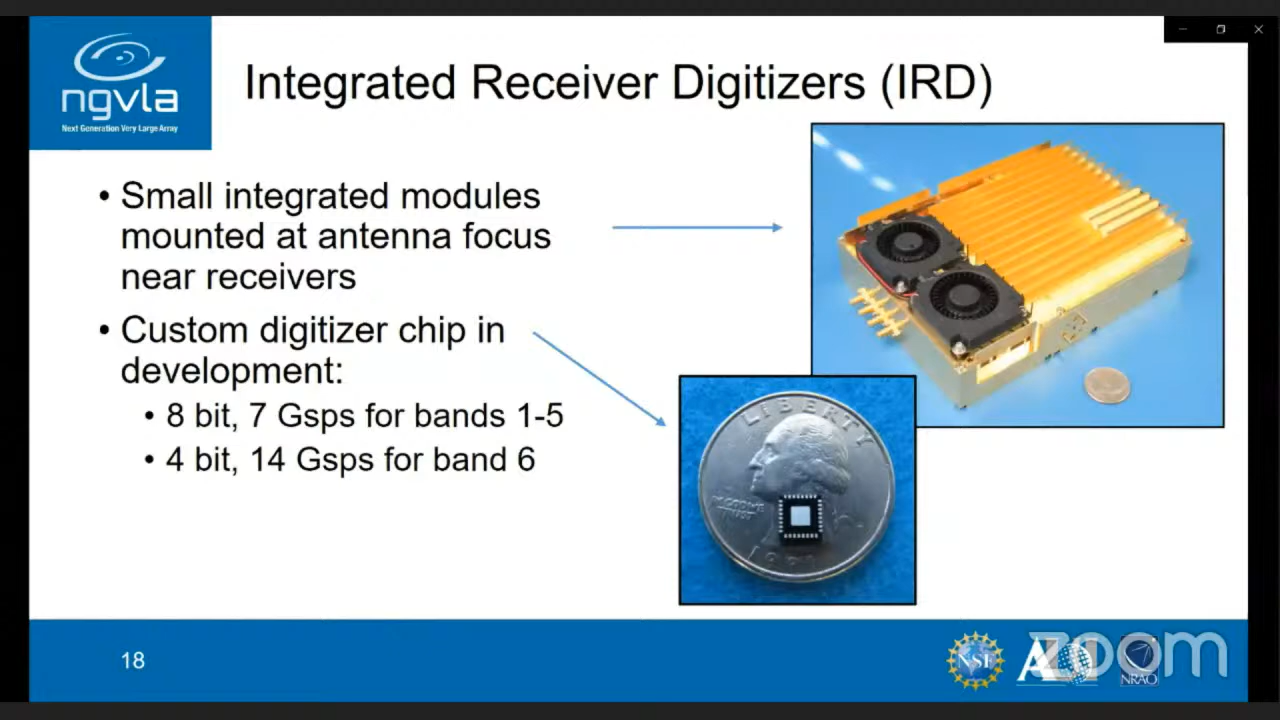 ngvla
Next Generation Very Large Array
Integrated Receiver Digitizers (IRD)
• Small integrated modules
mounted at antenna focus
near receivers
• Custom digitizer chip in
development:
• 8 bit, 7 Gsps for bands 1-5
• 4 bit, 14 Gsps for band 6
LIBERTY
18
NSF
NRAO
zoom